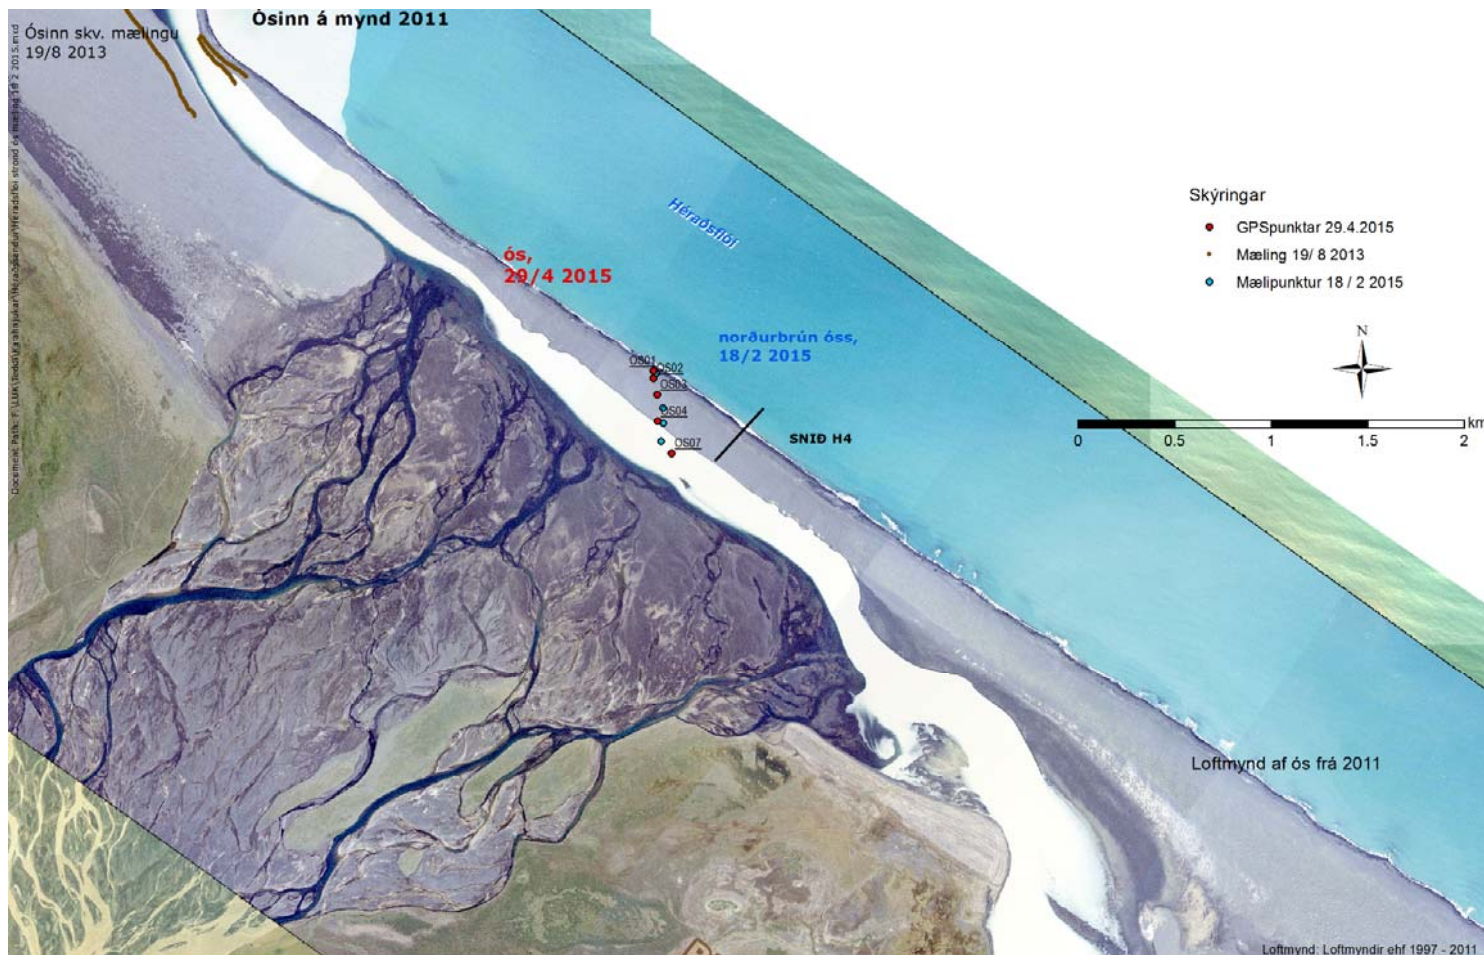 Ósinn á mynd 2011
Ósinn skv. mælingu
19/8 2013
Héraðsflói
Skýringar
GPSpunktar 29.4.2015
Mæling 19/ 8 2013
Mælipunktur 18 / 2 2015
ós,
29/4 2015
norðurbrún óss,
18/2 2015
N
ÓS01
OS02
OS03
OS04
OS07
SNIÐ H4
0 0.5 1 1.5 2 km
Loftmynd af ós frá 2011
Loftmynd: Loftmyndir ehf 1997 - 2011